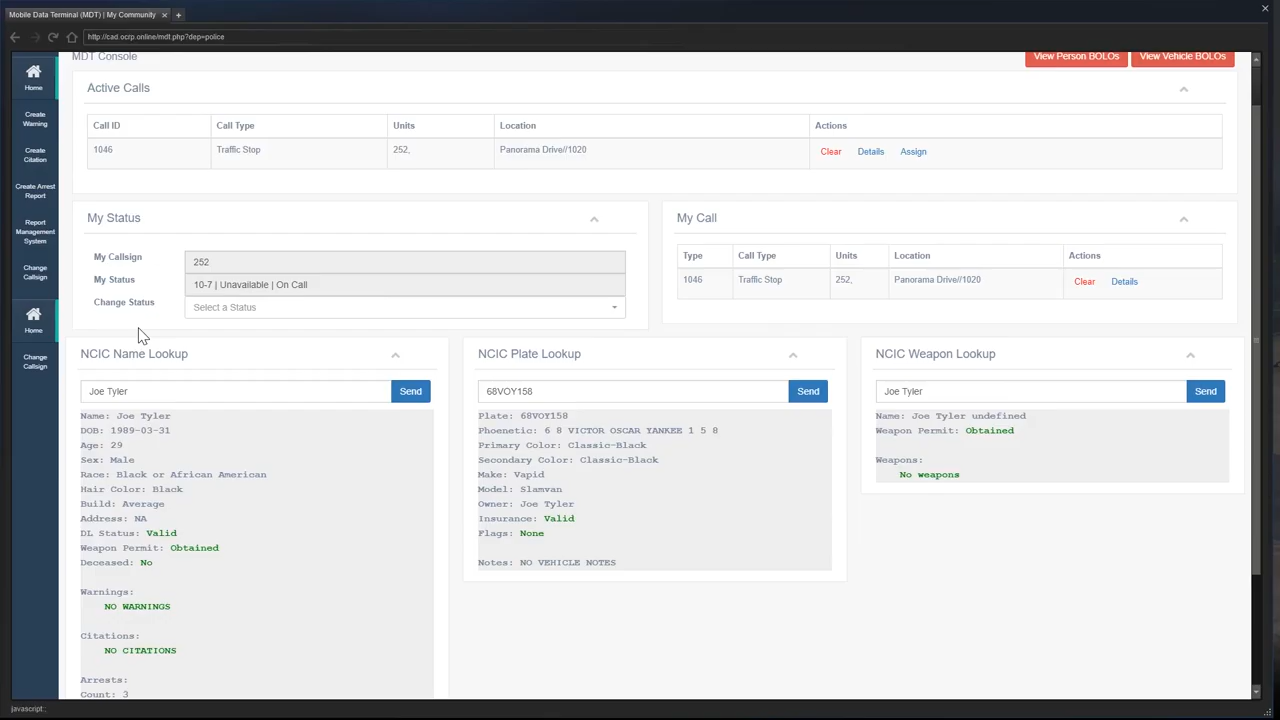 Mobile Data Terminal (MDT) | My Community
http://cad.ocrp.online/mdt.php?dep=police
MDT Console
View Person BOLOs
View Vehicle BOLOs
Home
Create Warning
Create Citation
Create Arrest Report
Report Management System
Change Callsign
Home
Change Callsign
Active Calls
Call ID Call Type Units Location Actions
1046 Traffic Stop 252, Panorama Drive//1020 Clear Details Assign
My Status
My Callsign 252
My Status 10-7 | Unavailable | On Call
Change Status Select a Status
My Call
Type Call Type Units Location Actions
1046 Traffic Stop 252, Panorama Drive//1020 Clear Details
NCIC Name Lookup
Joe Tyler Send
Name: Joe Tyler
DOB: 1989-03-31
Age: 29
Sex: Male
Race: Black or African American
Hair Color: Black
Build: Average
Address: NA
DL Status: Valid
Weapon Permit: Obtained
Deceased: No
Warnings:
NO WARNINGS
Citations:
NO CITATIONS
Arrests:
Count: 3
NCIC Plate Lookup
68VOY158 Send
Plate: 68VOY158
Phoenetic: 6 8 VICTOR OSCAR YANKEE 1 5 8
Primary Color: Classic-Black
Secondary Color: Classic-Black
Make: Vapid
Model: Slamvan
Owner: Joe Tyler
Insurance: Valid
Flags: None
Notes: NO VEHICLE NOTES
NCIC Weapon Lookup
Joe Tyler Send
Name: Joe Tyler undefined
Weapon Permit: Obtained
Weapons:
No weapons
javascript:;